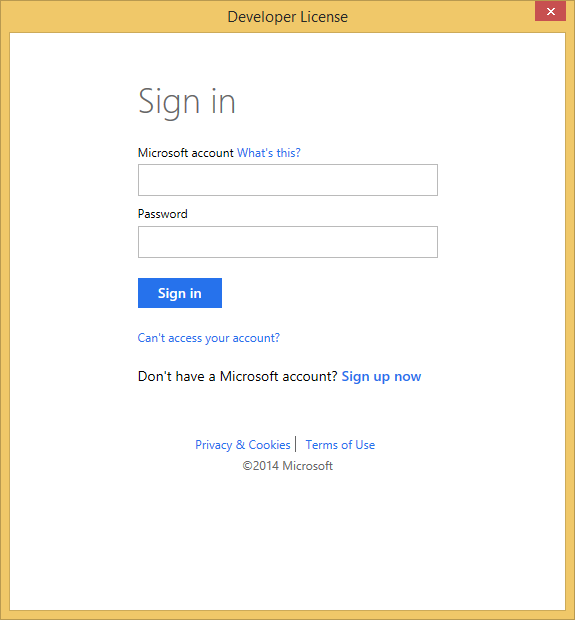 Developer License
Sign in
Microsoft account What's this?
Password
Sign in
Can't access your account?
Don't have a Microsoft account? Sign up now
Privacy & Cookies | Terms of Use
©2014 Microsoft